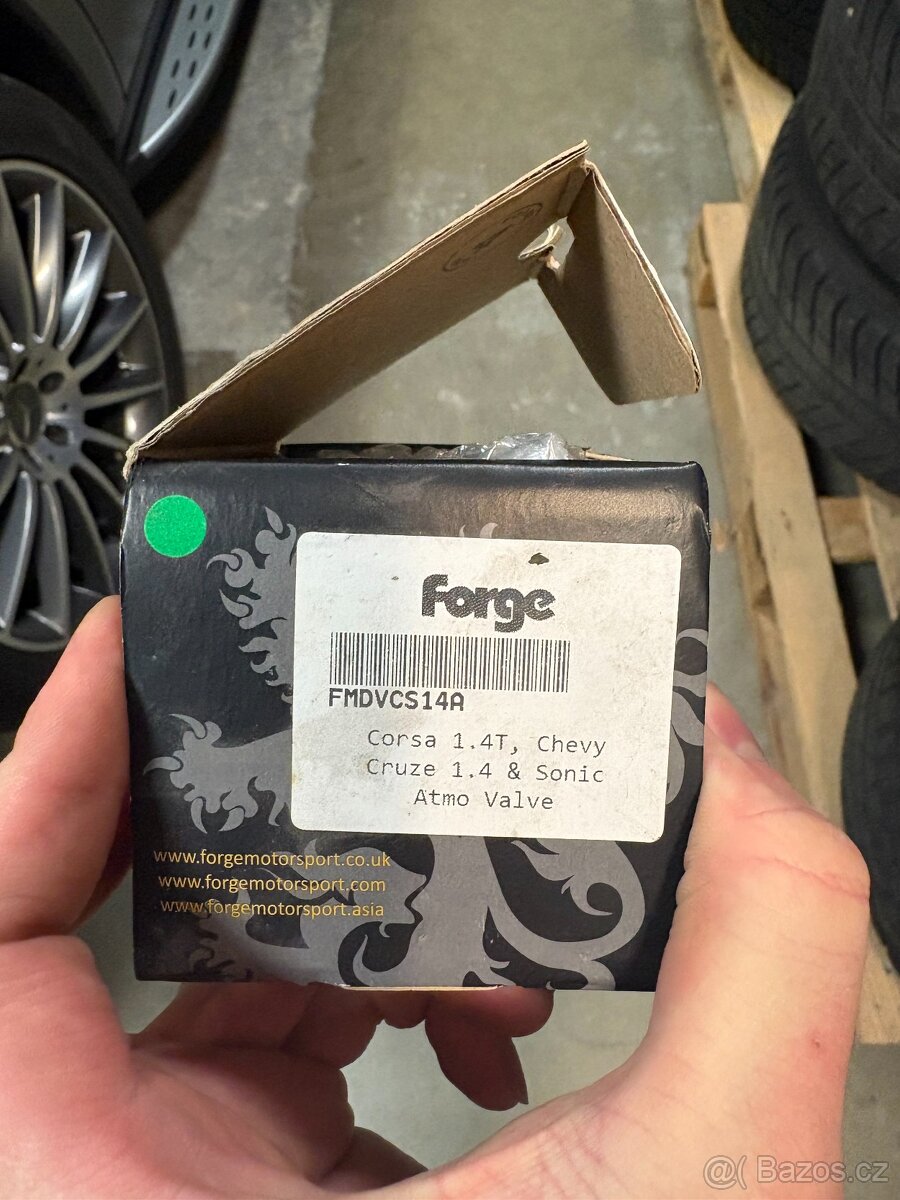 forge
FMDVCS14A
Corsa 1.4T, Chevy
Cruze 1.4 & Sonic
Atmo Valve
www.forgemotorsport.co.uk
www.forgemotorsport.com
www.forgemotorsport.asia
@( Bazos.cz